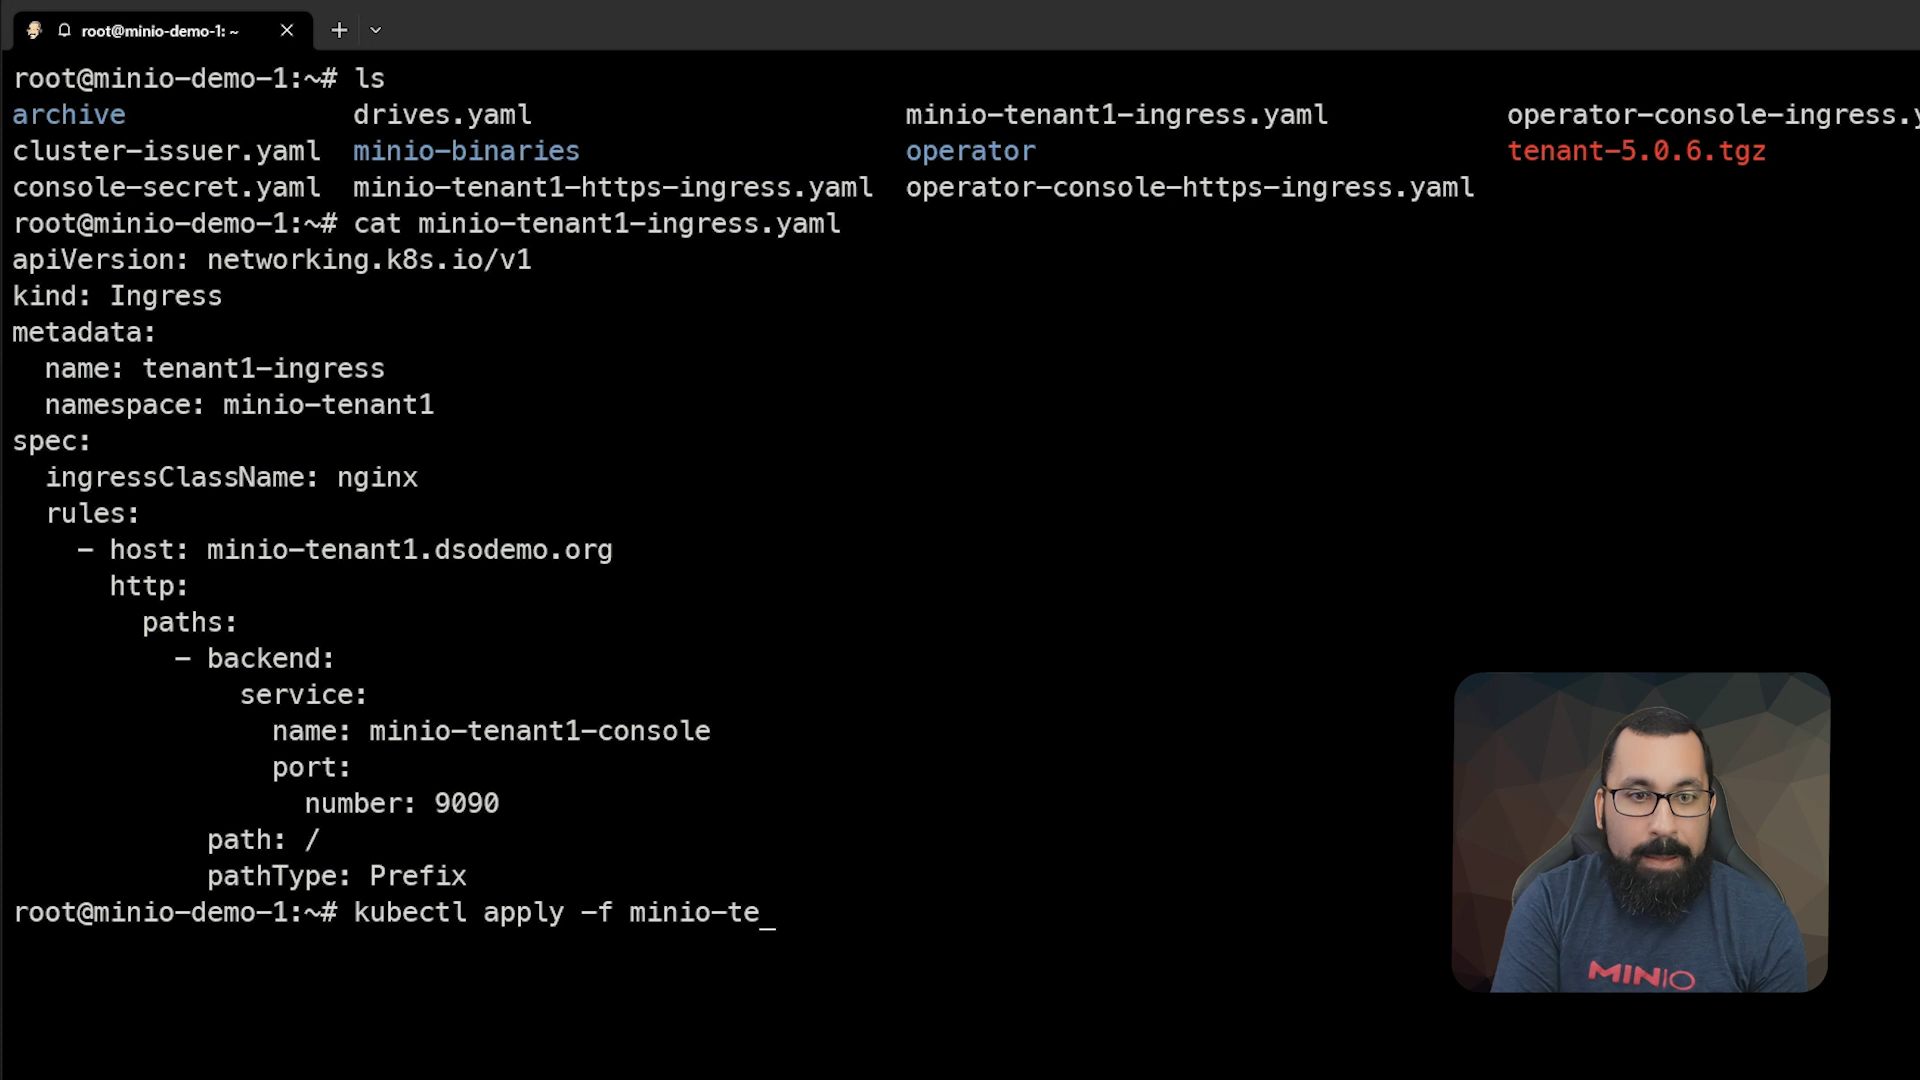 root@minio-demo-1: ~
root@minio-demo-1:~# ls
archive drives.yaml minio-tenant1-ingress.yaml operator-console-ingress.y
cluster-issuer.yaml minio-binaries operator tenant-5.0.6.tgz
console-secret.yaml minio-tenant1-https-ingress.yaml operator-console-https-ingress.yaml
root@minio-demo-1:~# cat minio-tenant1-ingress.yaml
apiVersion: networking.k8s.io/v1
kind: Ingress
metadata:
  name: tenant1-ingress
  namespace: minio-tenant1
spec:
  ingressClassName: nginx
  rules:
    - host: minio-tenant1.dsodemo.org
      http:
        paths:
          - backend:
              service:
                name: minio-tenant1-console
                port:
                  number: 9090
            path: /
            pathType: Prefix
root@minio-demo-1:~# kubectl apply -f minio-te_
MINIO